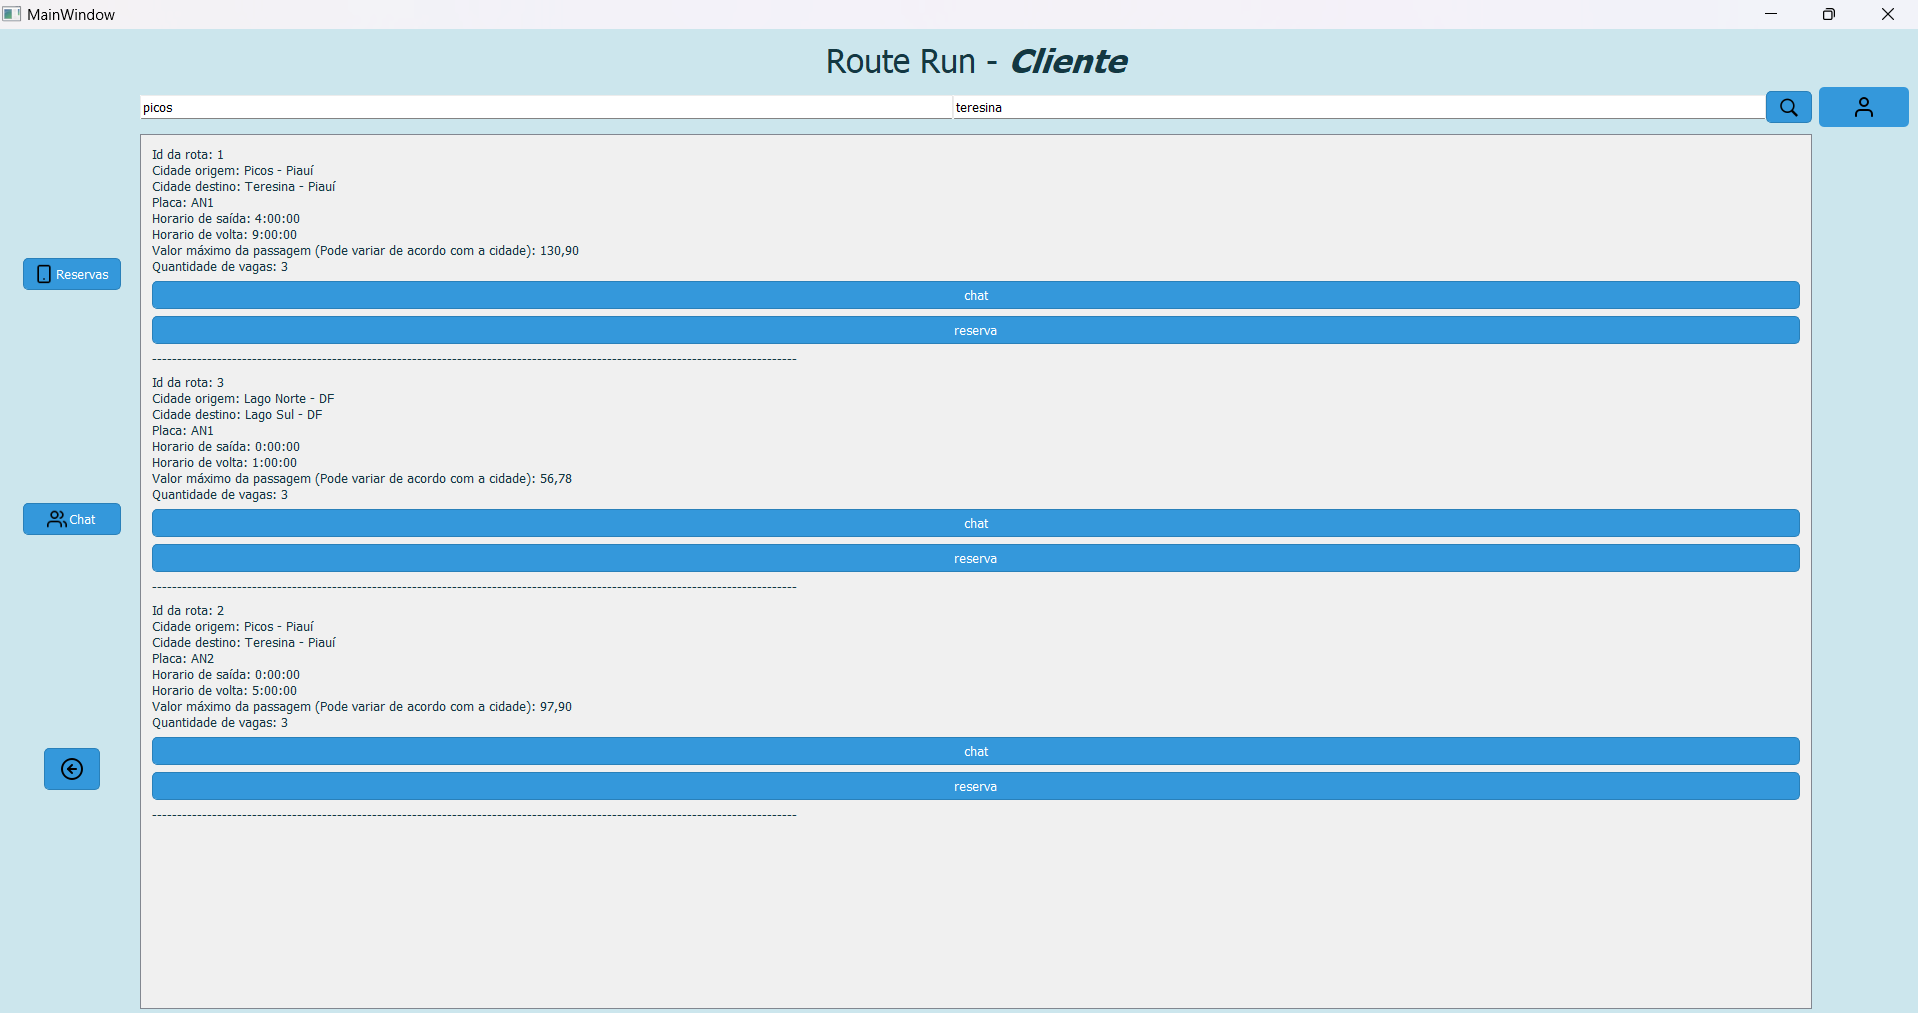 MainWindow
Route Run - Cliente
picos
teresina
Id da rota: 1
Cidade origem: Picos - Piauí
Cidade destino: Teresina - Piauí
Placa: AN1
Horario de saída: 4:00:00
Horario de volta: 9:00:00
Valor máximo da passagem (Pode variar de acordo com a cidade): 130,90
Quantidade de vagas: 3
chat
reserva
Id da rota: 3
Cidade origem: Lago Norte - DF
Cidade destino: Lago Sul - DF
Placa: AN1
Horario de saída: 0:00:00
Horario de volta: 1:00:00
Valor máximo da passagem (Pode variar de acordo com a cidade): 56,78
Quantidade de vagas: 3
chat
reserva
Id da rota: 2
Cidade origem: Picos - Piauí
Cidade destino: Teresina - Piauí
Placa: AN2
Horario de saída: 0:00:00
Horario de volta: 5:00:00
Valor máximo da passagem (Pode variar de acordo com a cidade): 97,90
Quantidade de vagas: 3
chat
reserva
Reservas
Chat